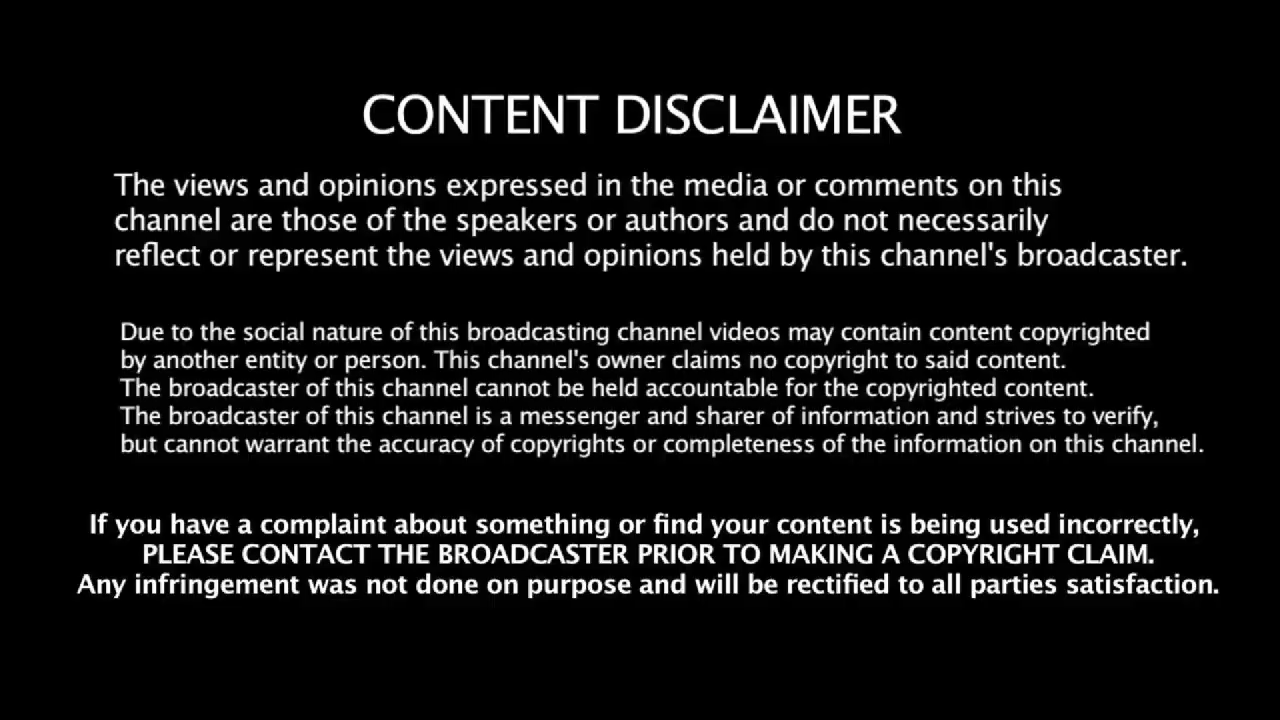 CONTENT DISCLAIMER
The views and opinions expressed in the media or comments on this
channel are those of the speakers or authors and do not necessarily
reflect or represent the views and opinions held by this channel's broadcaster.
Due to the social nature of this broadcasting channel videos may contain content copyrighted
by another entity or person. This channel's owner claims no copyright to said content.
The broadcaster of this channel cannot be held accountable for the copyrighted content.
The broadcaster of this channel is a messenger and sharer of information and strives to verify,
but cannot warrant the accuracy of copyrights or completeness of the information on this channel.
If you have a complaint about something or find your content is being used incorrectly,
PLEASE CONTACT THE BROADCASTER PRIOR TO MAKING A COPYRIGHT CLAIM.
Any infringement was not done on purpose and will be rectified to all parties satisfaction.